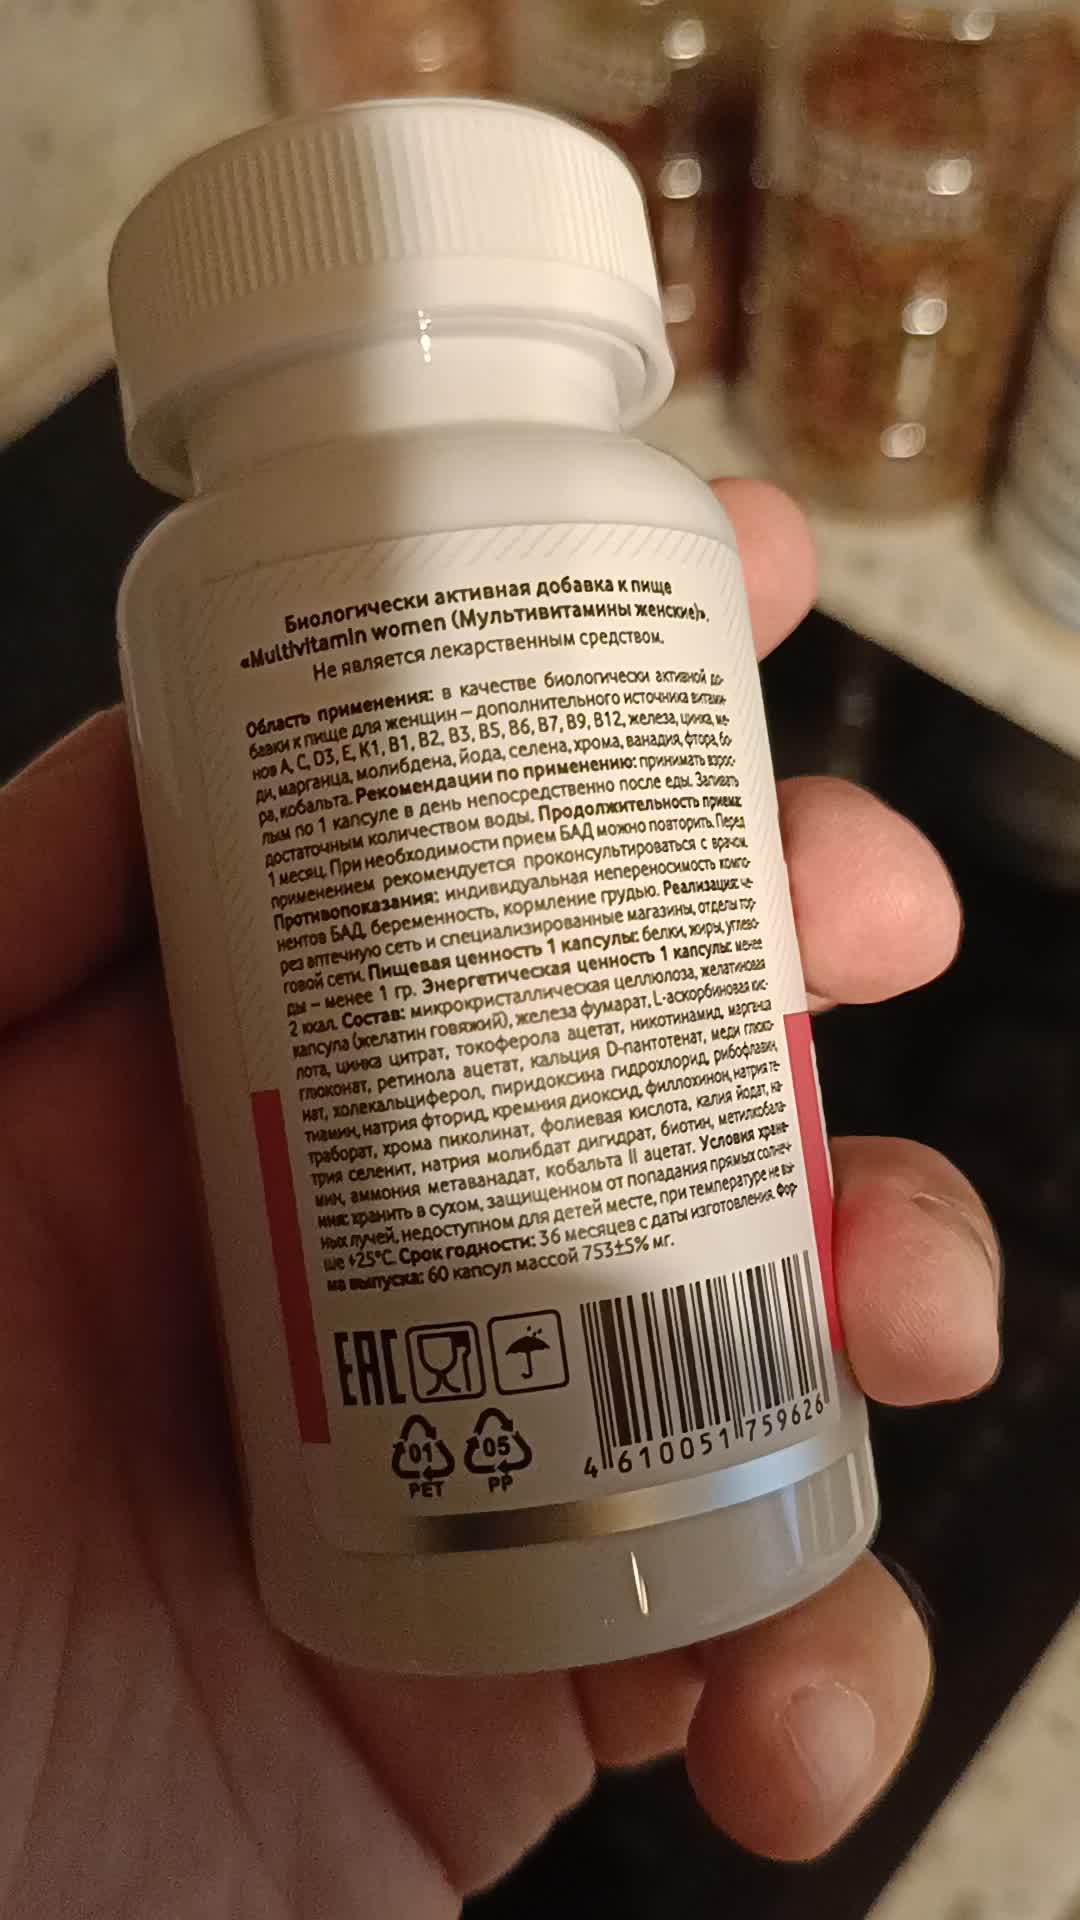 Биологически активная добавка к пище
«Multivitamin women (Мультивитамины женские)».
Не является лекарственным средством.
Область применения: в качестве биологически активной до-
бавки к пище для женщин – дополнительного источника витами-
нов А, С, D3, Е, К1, В1, В2, В3, В5, В6, В7, В9, В12, железа, цинка, ме-
ди, марганца, молибдена, йода, селена, хрома, ванадия, фтора, бо-
ра, кобальта. Рекомендации по применению: принимать взрос-
лым по 1 капсуле в день непосредственно после еды. Запивать
достаточным количеством воды. Продолжительность приема:
1 месяц. При необходимости прием БАД можно повторить. Перед
применением рекомендуется проконсультироваться с врачом.
Противопоказания: индивидуальная непереносимость компо-
нентов БАД, беременность, кормление грудью. Реализация: че-
рез аптечную сеть и специализированные магазины, отделы тор-
говой сети. Пищевая ценность 1 капсулы: белки, жиры, углево-
ды – менее 1 гр. Энергетическая ценность 1 капсулы: менее
2 ккал. Состав: микрокристаллическая целлюлоза, желатиновая
капсула (желатин говяжий), железа фумарат, L-аскорбиновая кис-
лота, цинка цитрат, токоферола ацетат, никотинамид, марганца
глюконат, ретинола ацетат, кальция D-пантотенат, меди глюко-
нат, холекальциферол, пиридоксина гидрохлорид, рибофлавин,
тиамин, натрия фторид, кремния диоксид, филлохинон, натрия те-
траборат, хрома пиколинат, фолиевая кислота, калия йодат, на-
трия селенит, натрия молибдат дигидрат, биотин, метилкобала-
мин, аммония метаванадат, кобальта II ацетат. Условия хране-
ния: хранить в сухом, защищенном от попадания прямых солнеч-
ных лучей, недоступном для детей месте, при температуре не вы-
ше +25°С. Срок годности: 36 месяцев с даты изготовления. Фор-
ма выпуска: 60 капсул массой 753±5% мг.
EAC
01 05
PET PP
4 610051 759626